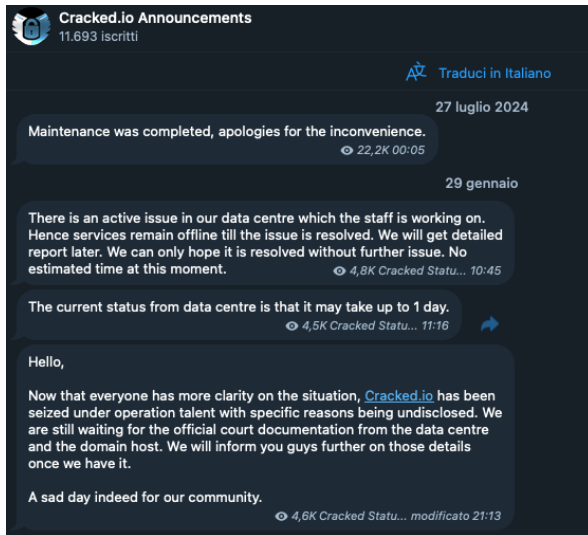 Cracked.io Announcements
11.693 iscritti
Traduci in Italiano
27 luglio 2024
Maintenance was completed, apologies for the inconvenience.
22,2K 00:05
29 gennaio
There is an active issue in our data centre which the staff is working on.
Hence services remain offline till the issue is resolved. We will get detailed
report later. We can only hope it is resolved without further issue. No
estimated time at this moment.
4,8K Cracked Statu... 10:45
The current status from data centre is that it may take up to 1 day.
4,5K Cracked Statu... 11:16
Hello,
Now that everyone has more clarity on the situation, Cracked.io has been
seized under operation talent with specific reasons being undisclosed. We
are still waiting for the official court documentation from the data centre
and the domain host. We will inform you guys further on those details
once we have it.
A sad day indeed for our community.
4,6K Cracked Statu... modificato 21:13